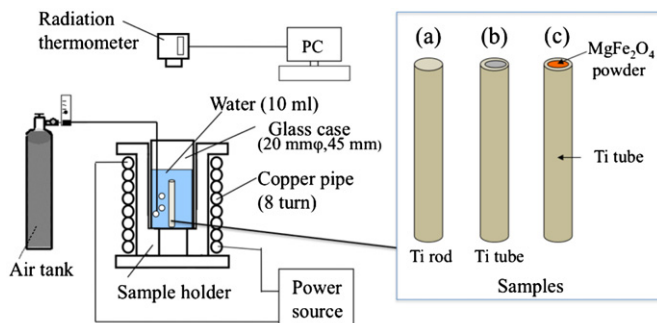 Radiation
thermometer
PC
Water (10 ml)
Glass case
(20 mmφ,45 mm)
Copper pipe
(8 turn)
Air tank
Sample holder
Power
source
(a) (b) (c)
MgFe₂O₄
powder
Ti tube
Ti rod Ti tube
Samples